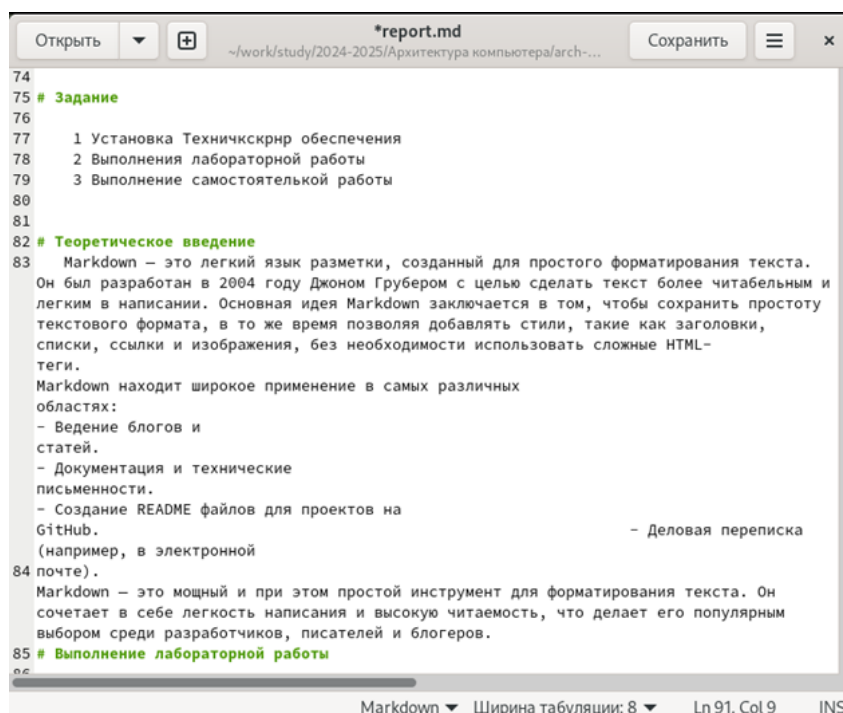 Открыть
*report.md
~/work/study/2024-2025/Архитектура компьютера/arch-...
Сохранить
74
75 # Задание
76
77 1 Установка Техничкскрнр обеспечения
78 2 Выполнения лабораторной работы
79 3 Выполнение самостоятелькой работы
80
81
82 # Теоретическое введение
83 Markdown — это легкий язык разметки, созданный для простого форматирования текста.
Он был разработан в 2004 году Джоном Грубером с целью сделать текст более читабельным и
легким в написании. Основная идея Markdown заключается в том, чтобы сохранить простоту
текстового формата, в то же время позволяя добавлять стили, такие как заголовки,
списки, ссылки и изображения, без необходимости использовать сложные HTML-
теги.
Markdown находит широкое применение в самых различных
областях:
- Ведение блогов и
статей.
- Документация и технические
письменности.
- Создание README файлов для проектов на
GitHub. - Деловая переписка
(например, в электронной
84 почте).
Markdown — это мощный и при этом простой инструмент для форматирования текста. Он
сочетает в себе легкость написания и высокую читаемость, что делает его популярным
выбором среди разработчиков, писателей и блогеров.
85 # Выполнение лабораторной работы
Markdown Ширина табуляции: 8 Ln 91, Col 9 INS